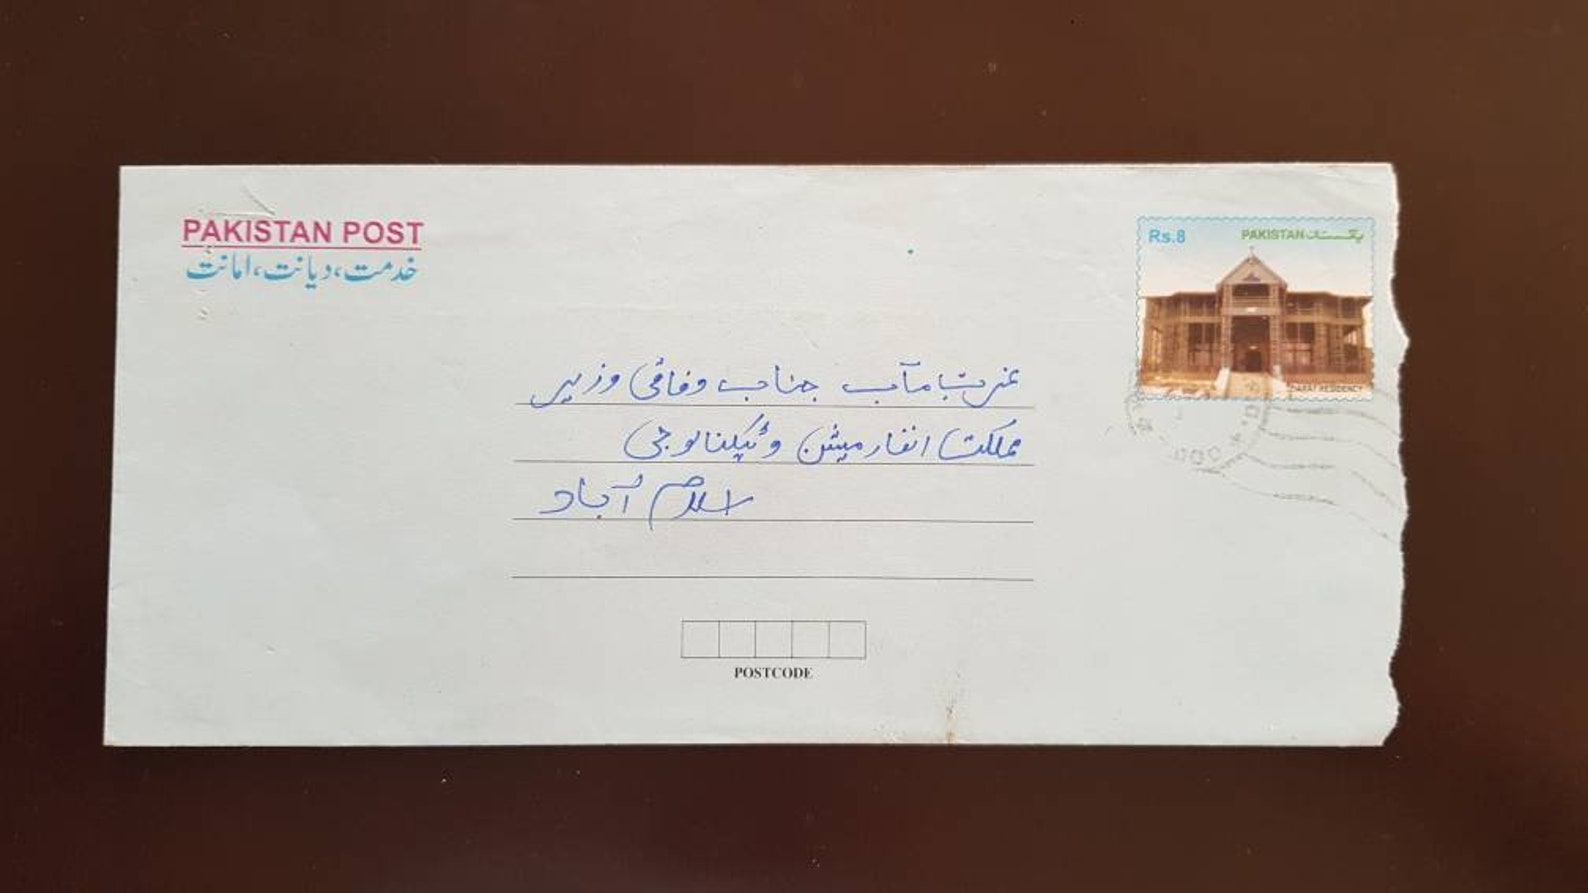 PAKISTAN POST
خدمت، دیانت، امانت
Rs.8
PAKISTAN پاکستان
ZIARAT RESIDENCY
عزت مآب جناب وفاقی وزیر
مملکت انفارمیشن و ٹیکنالوجی
اسلام آباد
POSTCODE